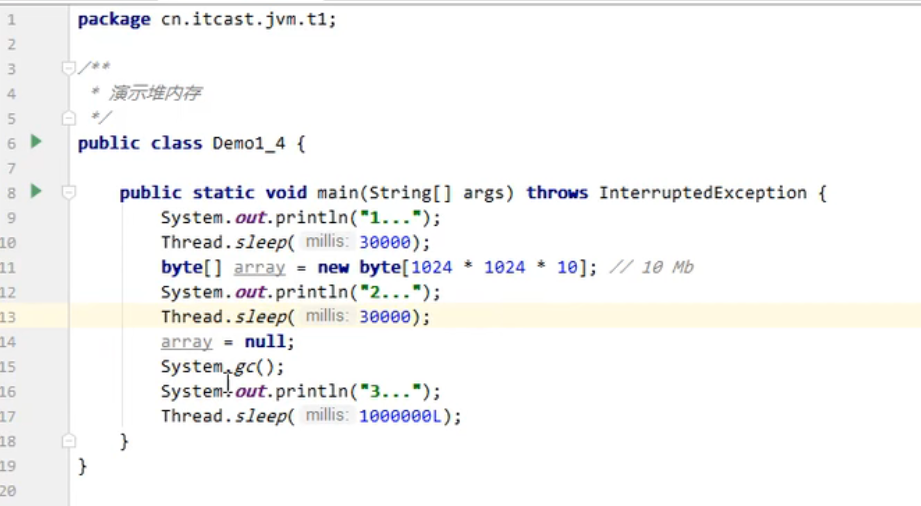 1 package cn.itcast.jvm.t1;
2
3 /**
4 * 演示堆内存
5 */
6 public class Demo1_4 {
7
8 public static void main(String[] args) throws InterruptedException {
9 System.out.println("1...");
10 Thread.sleep( millis: 30000);
11 byte[] array = new byte[1024 * 1024 * 10]; // 10 Mb
12 System.out.println("2...");
13 Thread.sleep( millis: 30000);
14 array = null;
15 System.gc();
16 System.out.println("3...");
17 Thread.sleep( millis: 1000000L);
18 }
19 }
20